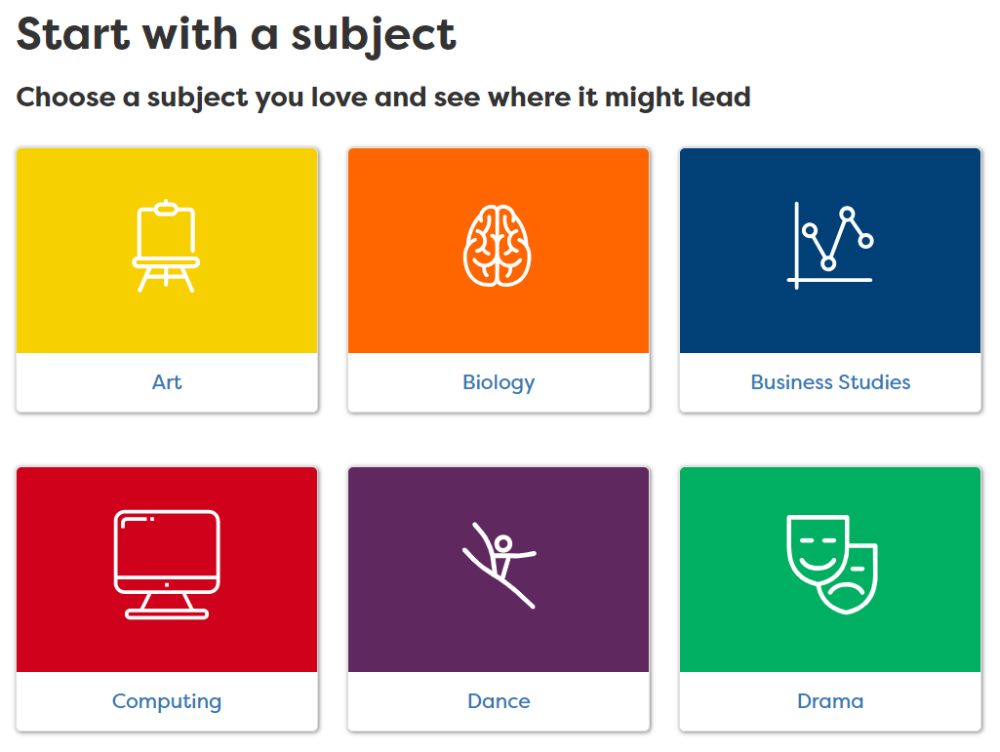 Start with a subject
Choose a subject you love and see where it might lead
Art
Biology
Business Studies
Computing
Dance
Drama